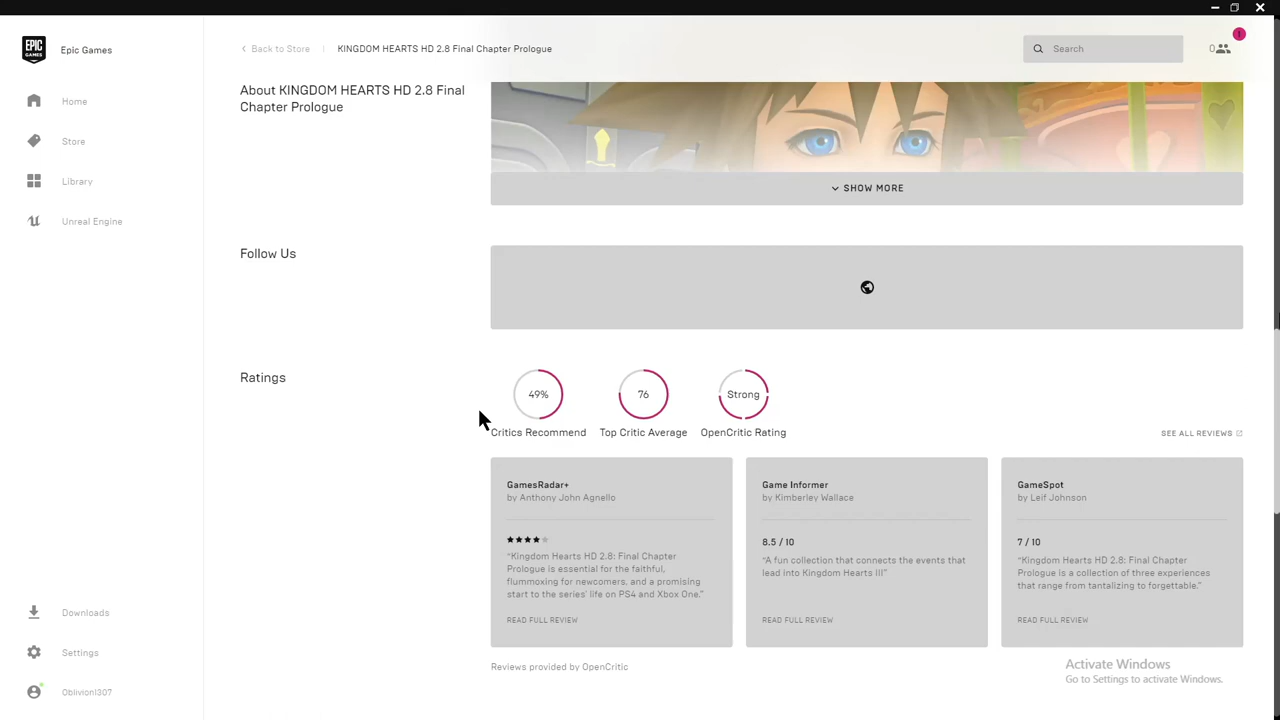 EPIC GAMES
Epic Games
Back to Store
KINGDOM HEARTS HD 2.8 Final Chapter Prologue
Search
0
Home
Store
Library
Unreal Engine
About KINGDOM HEARTS HD 2.8 Final
Chapter Prologue
SHOW MORE
Follow Us
Ratings
49%
76
Strong
Critics Recommend
Top Critic Average
OpenCritic Rating
SEE ALL REVIEWS
GamesRadar+
by Anthony John Agnello
“Kingdom Hearts HD 2.8: Final Chapter
Prologue is essential for the faithful,
flummoxing for newcomers, and a promising
start to the series' life on PS4 and Xbox One.”
READ FULL REVIEW
Game Informer
by Kimberley Wallace
8.5 / 10
“A fun collection that connects the events that
lead into Kingdom Hearts III”
READ FULL REVIEW
GameSpot
by Leif Johnson
7 / 10
“Kingdom Hearts HD 2.8: Final Chapter
Prologue is a collection of three experiences
that range from tantalizing to forgettable.”
READ FULL REVIEW
Reviews provided by OpenCritic
Downloads
Settings
Activate Windows
Go to Settings to activate Windows.